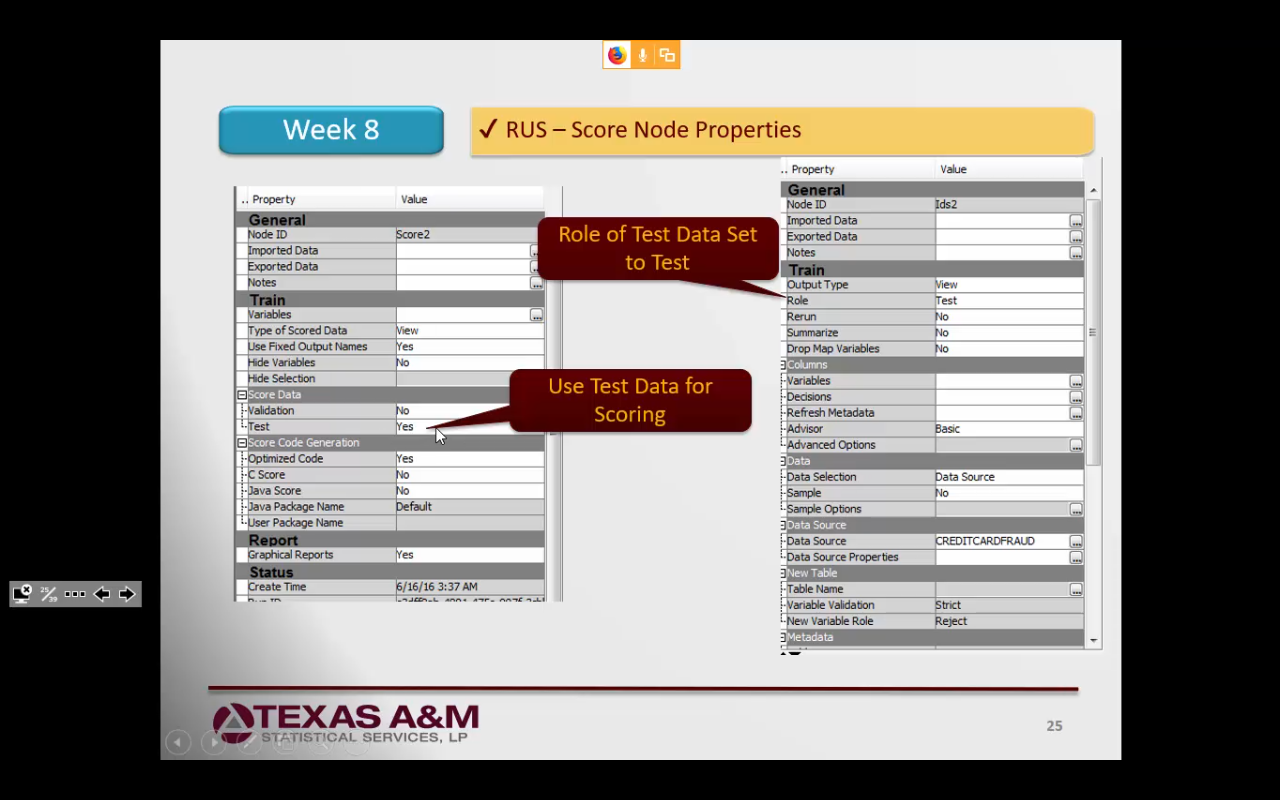 Week 8
✓ RUS – Score Node Properties
.. Property Value
General
Node ID Score2
Imported Data ...
Exported Data ...
Notes ...
Train
Variables ...
Type of Scored Data View
Use Fixed Output Names Yes
Hide Variables No
Hide Selection
Score Data
Validation No
Test Yes
Score Code Generation
Optimized Code Yes
C Score No
Java Score No
Java Package Name Default
User Package Name
Report
Graphical Reports Yes
Status
Create Time 6/16/16 3:37 AM
Role of Test Data Set
to Test
Use Test Data for
Scoring
.. Property Value
General
Node ID Ids2
Imported Data ...
Exported Data ...
Notes ...
Train
Output Type View
Role Test
Rerun No
Summarize No
Drop Map Variables No
Columns
Variables ...
Decisions ...
Refresh Metadata ...
Advisor Basic
Advanced Options ...
Data
Data Selection Data Source
Sample No
Sample Options ...
Data Source
Data Source CREDITCARDFRAUD ...
Data Source Properties ...
New Table
Table Name ...
Variable Validation Strict
New Variable Role Reject
Metadata
25/39
TEXAS A&M
STATISTICAL SERVICES, LP
25